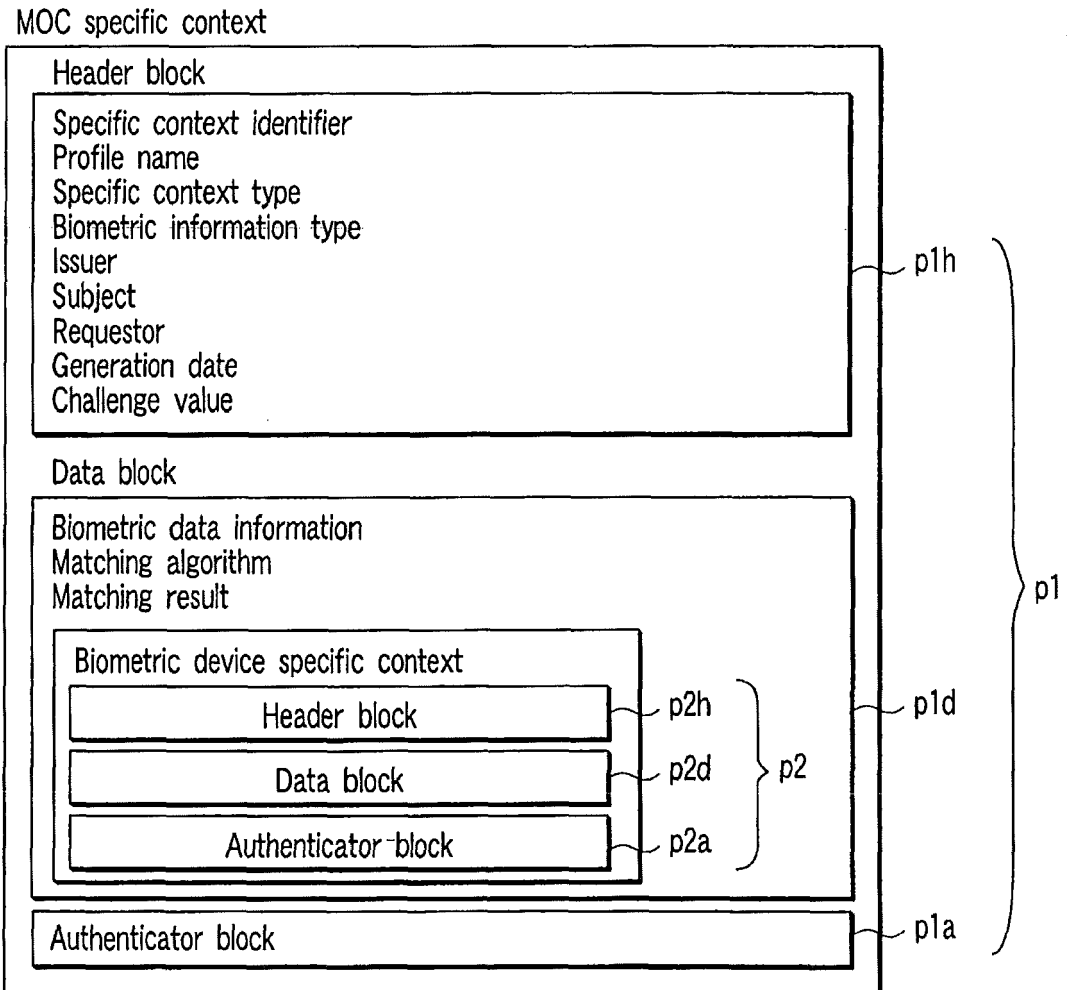 MOC specific context
Header block
Specific context identifier
Profile name
Specific context type
Biometric information type
Issuer
Subject
Requestor
Generation date
Challenge value
p1h
Data block
Biometric data information
Matching algorithm
Matching result
p1
Biometric device specific context
Header block
p2h
Data block
p2d
p2
p1d
Authenticator block
p2a
Authenticator block
p1a